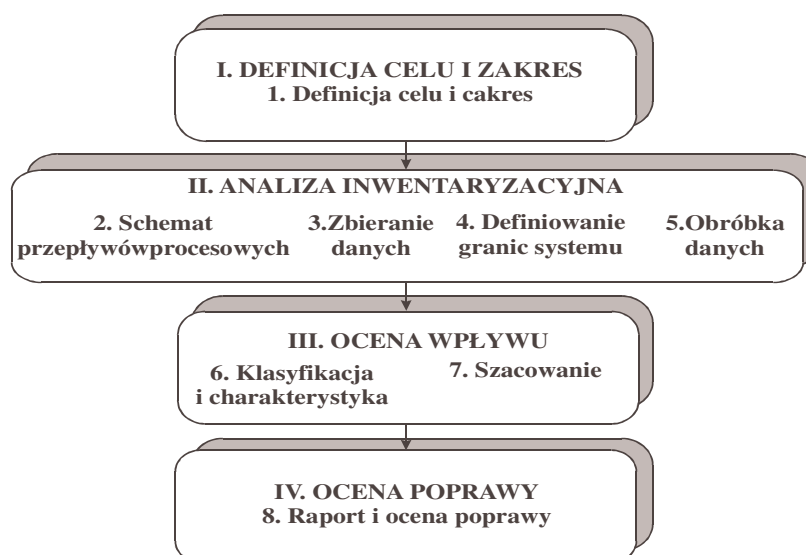 I. DEFINICJA CELU I ZAKRES
1. Definicja celu i cakres
II. ANALIZA INWENTARYZACYJNA
2. Schemat
przepływówprocesowych
3.Zbieranie
danych
4. Definiowanie
granic systemu
5.Obróbka
danych
III. OCENA WPŁYWU
6. Klasyfikacja
i charakterystyka
7. Szacowanie
IV. OCENA POPRAWY
8. Raport i ocena poprawy